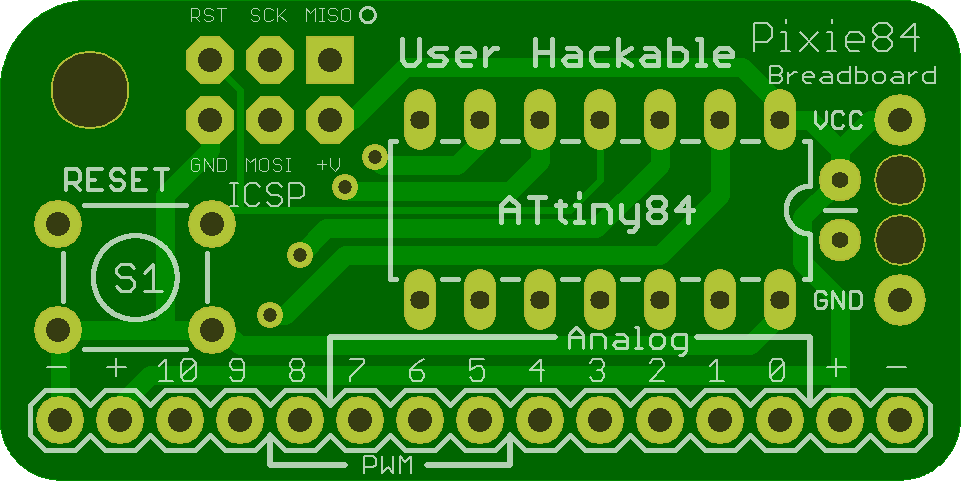 RST SCK MISO
User Hackable
Pixie84
Breadboard
VCC
GND MOSI +V
RESET
ICSP
ATtiny84
S1
GND
Analog
- + 10 9 8 7 6 5 4 3 2 1 0 + -
PWM